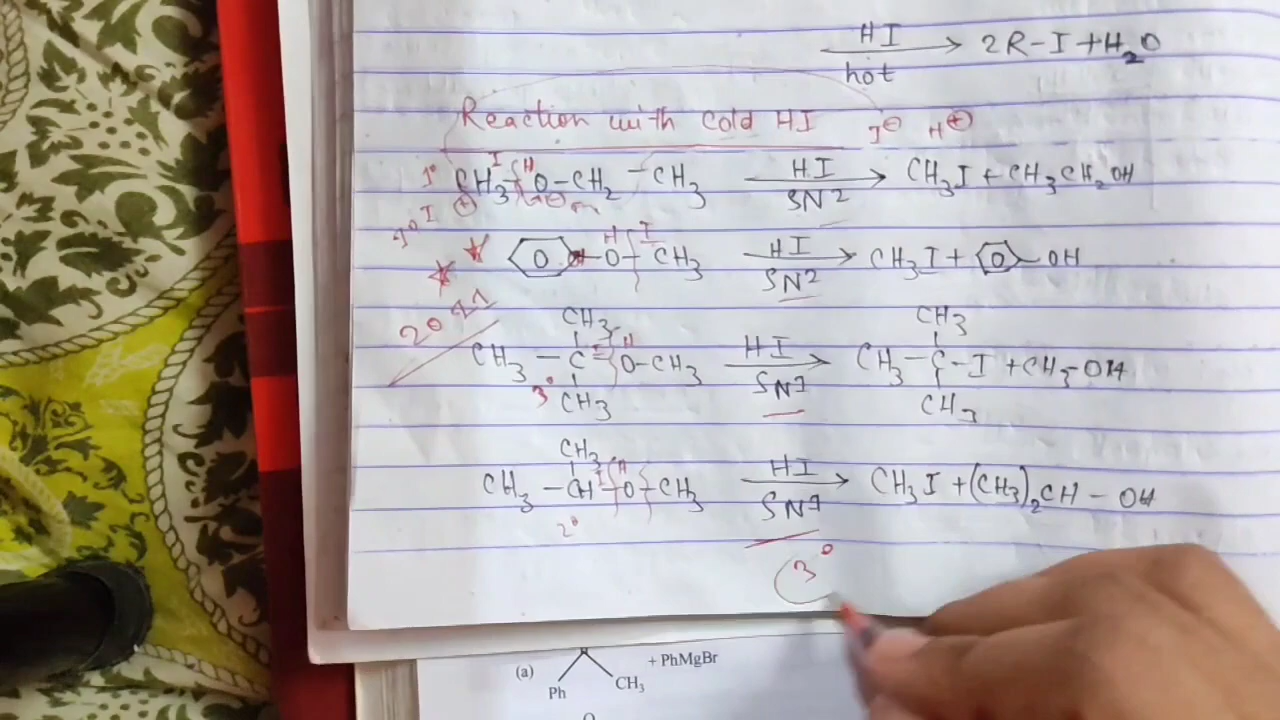 HI
⟶ 2R-I + H₂O
hot
Reaction with cold HI I⊖ H⊕
1° CH₃ O-CH₂-CH₃ HI ⟶ SN² CH₃I + CH₃CH₂OH
I H ⊕
O-CH₃ HI ⟶ SN² CH₃I + OH
H I
2021
CH₃ CH₃
CH₃-C O-CH₃ HI ⟶ SN1 CH₃-C-I + CH₃-OH
I H
3° CH₃ CH₃
CH₃
CH₃-CH-O-CH₃ HI ⟶ SN1 CH₃I + (CH₃)₂CH-OH
I H
2°
3°
(a) + PhMgBr
Ph CH₃
O